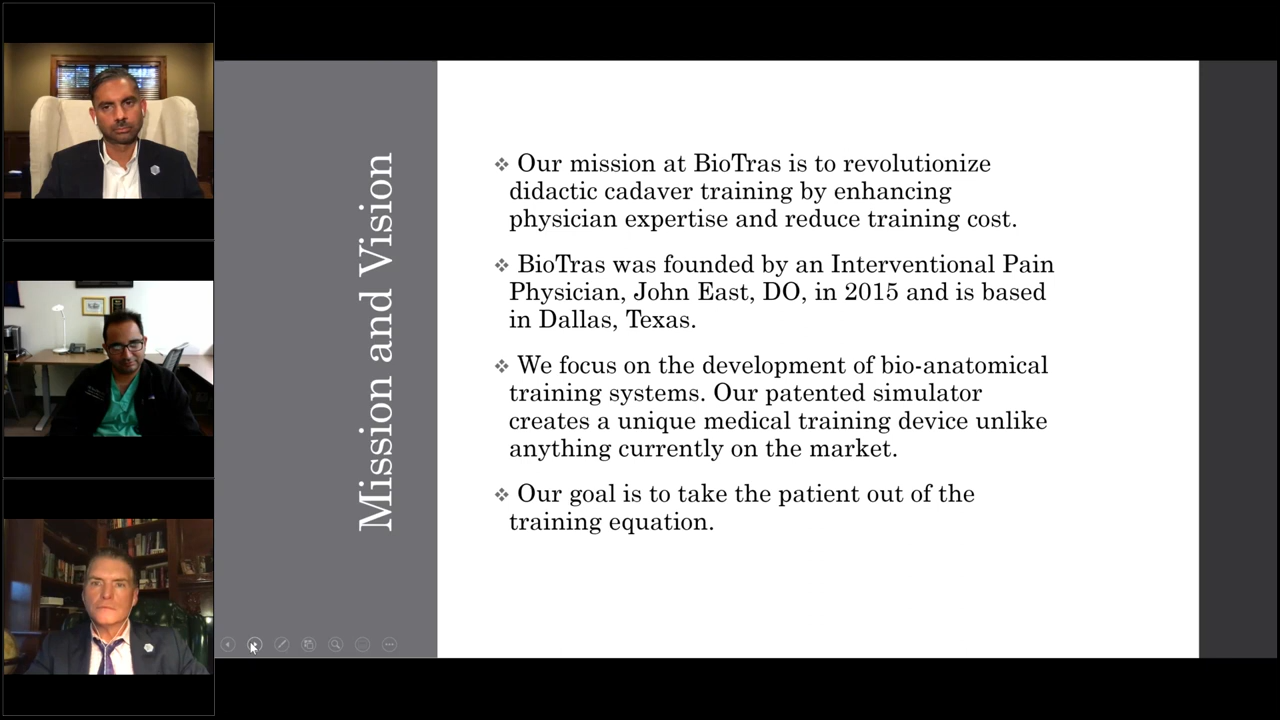 Mission and Vision
❖ Our mission at BioTras is to revolutionize
didactic cadaver training by enhancing
physician expertise and reduce training cost.
❖ BioTras was founded by an Interventional Pain
Physician, John East, DO, in 2015 and is based
in Dallas, Texas.
❖ We focus on the development of bio-anatomical
training systems. Our patented simulator
creates a unique medical training device unlike
anything currently on the market.
❖ Our goal is to take the patient out of the
training equation.